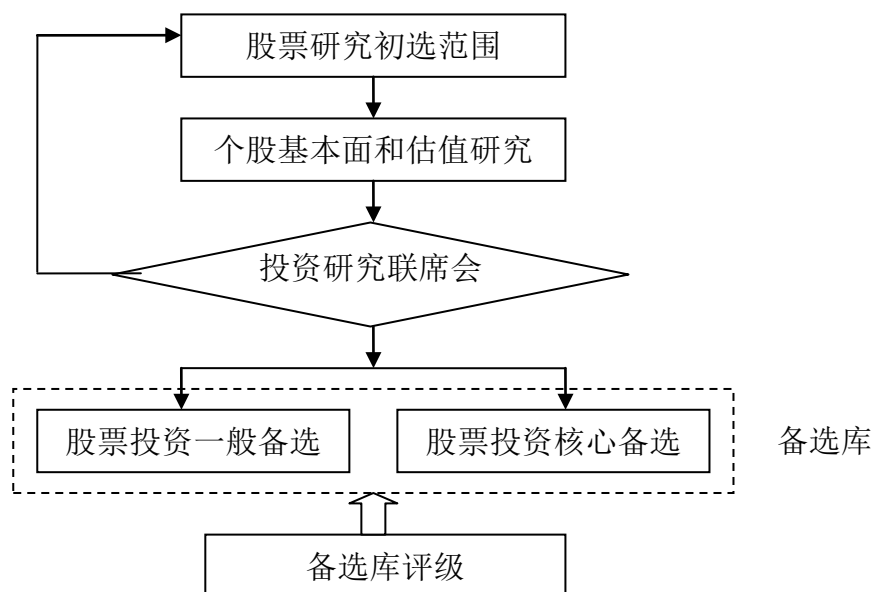 股票研究初选范围
个股基本面和估值研究
投资研究联席会
股票投资一般备选
股票投资核心备选
备选库
备选库评级